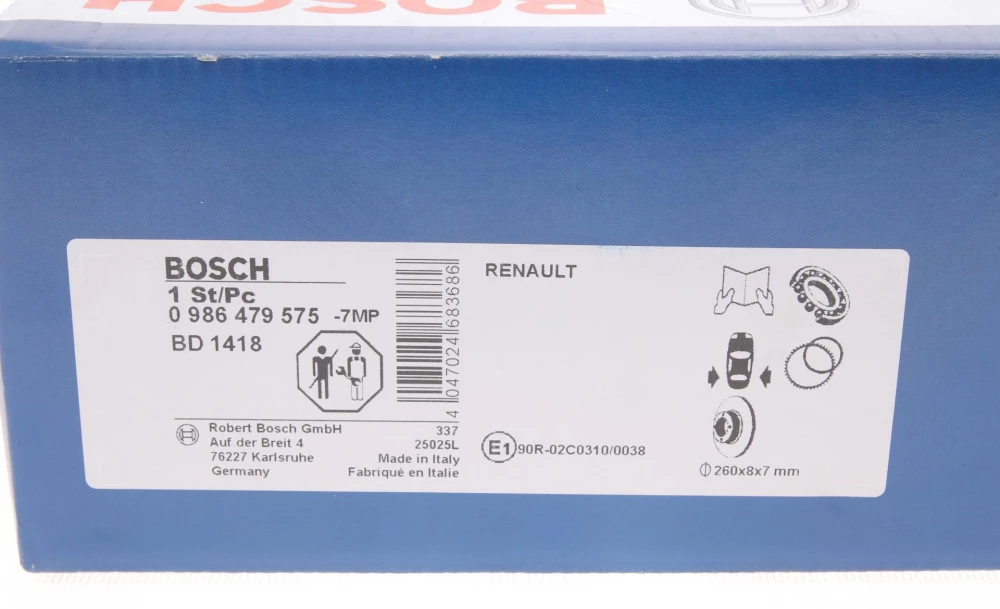 BOSCH
BOSCH
1 St/Pc
0 986 479 575 -7MP
BD 1418
4 047024 683686
RENAULT
Robert Bosch GmbH
Auf der Breit 4
76227 Karlsruhe
Germany
337
25025L
Made in Italy
Fabriqué en Italie
E1 90R-02C0310/0038
∅ 260x8x7 mm